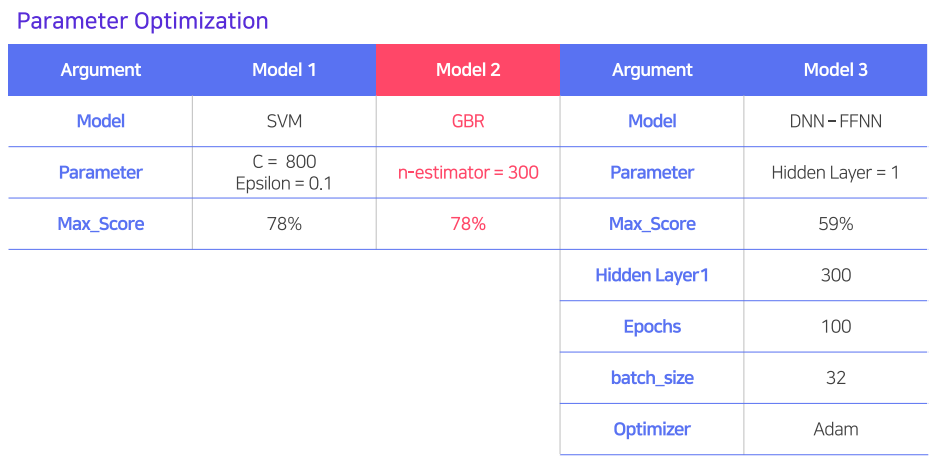 Parameter Optimization
Argument Model 1 Model 2 Argument Model 3
Model SVM GBR Model DNN - FFNN
Parameter C = 800 Epsilon = 0.1 n-estimator = 300 Parameter Hidden Layer = 1
Max_Score 78% 78% Max_Score 59%
Hidden Layer1 300
Epochs 100
batch_size 32
Optimizer Adam